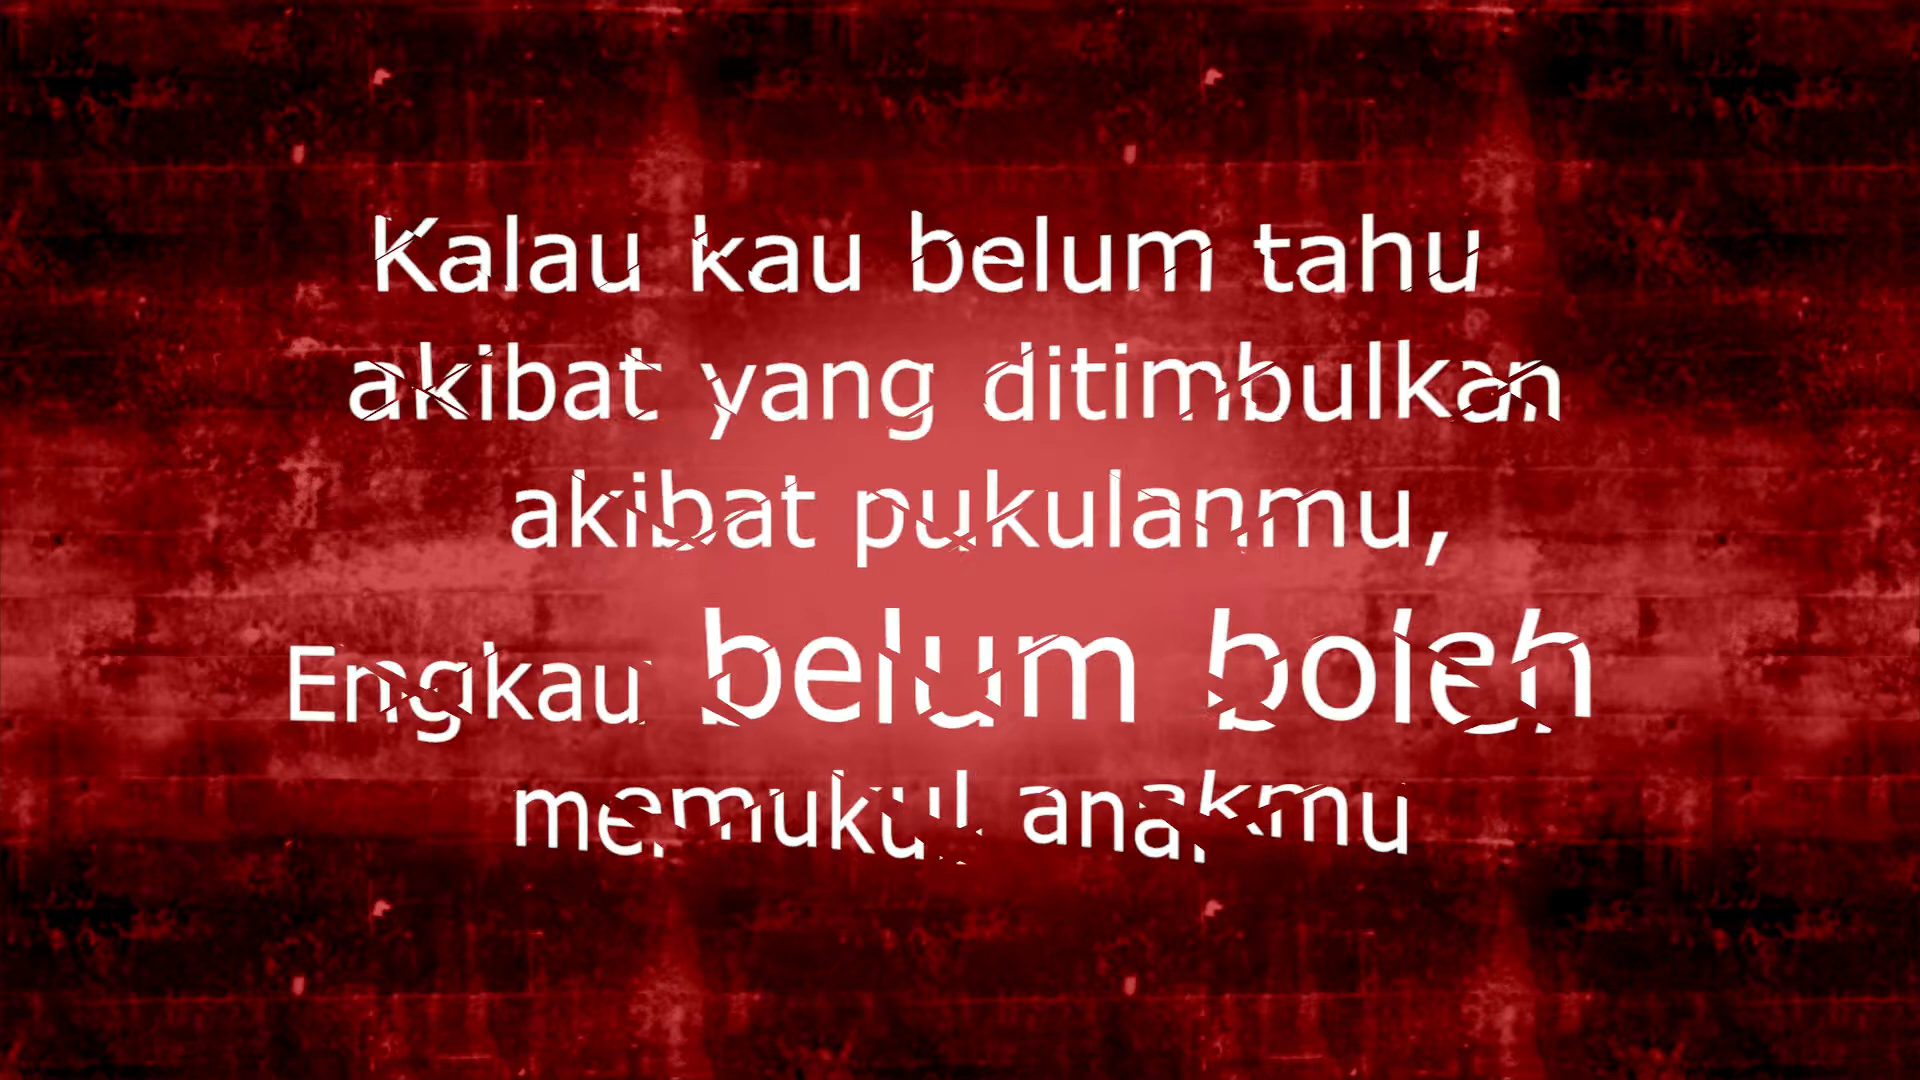 Kalau kau belum tahu
akibat yang ditimbulkan
akibat pukulanmu,
Engkau belum boleh
memukul anakmu